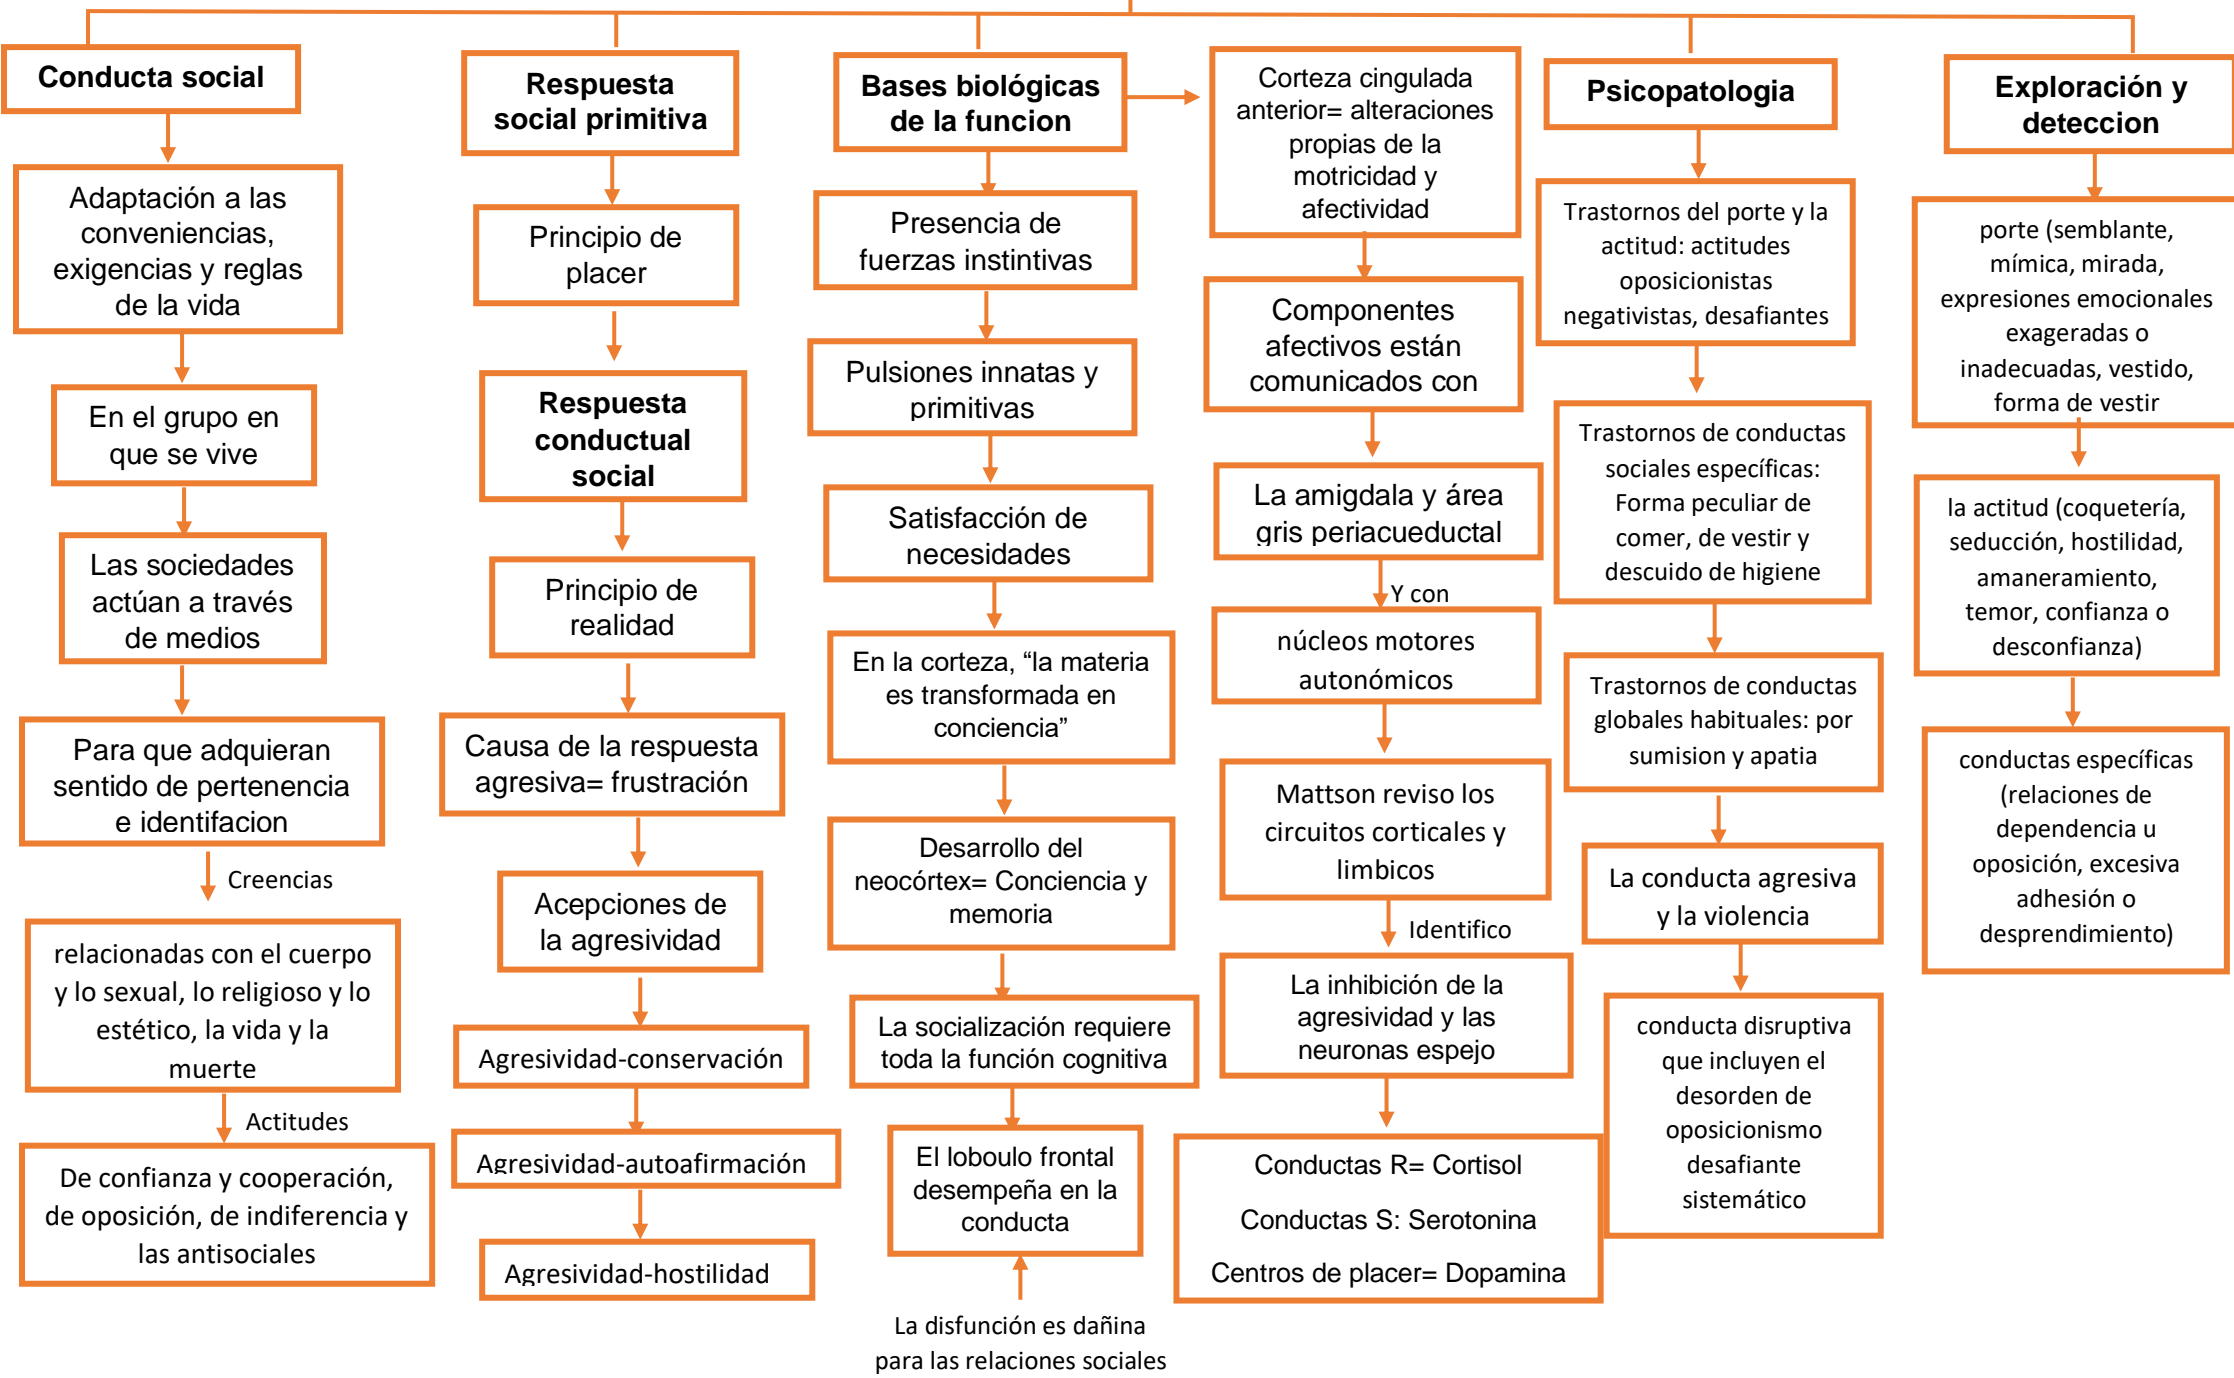 Conducta social
Adaptación a las
conveniencias,
exigencias y reglas
de la vida
En el grupo en
que se vive
Las sociedades
actúan a través
de medios
Para que adquieran
sentido de pertenencia
e identifacion
Creencias
relacionadas con el cuerpo
y lo sexual, lo religioso y lo
estético, la vida y la
muerte
Actitudes
De confianza y cooperación,
de oposición, de indiferencia y
las antisociales
Respuesta
social primitiva
Principio de
placer
Respuesta
conductual
social
Principio de
realidad
Causa de la respuesta
agresiva= frustración
Acepciones de
la agresividad
Agresividad-conservación
Agresividad-autoafirmación
Agresividad-hostilidad
Bases biológicas
de la funcion
Presencia de
fuerzas instintivas
Pulsiones innatas y
primitivas
Satisfacción de
necesidades
En la corteza, “la materia
es transformada en
conciencia”
Desarrollo del
neocórtex= Conciencia y
memoria
La socialización requiere
toda la función cognitiva
El loboulo frontal
desempeña en la
conducta
La disfunción es dañina
para las relaciones sociales
Corteza cingulada
anterior= alteraciones
propias de la
motricidad y
afectividad
Componentes
afectivos están
comunicados con
La amigdala y área
gris periacueductal
Y con
núcleos motores
autonómicos
Mattson reviso los
circuitos corticales y
limbicos
Identifico
La inhibición de la
agresividad y las
neuronas espejo
Conductas R= Cortisol
Conductas S: Serotonina
Centros de placer= Dopamina
Psicopatologia
Trastornos del porte y la
actitud: actitudes
oposicionistas
negativistas, desafiantes
Trastornos de conductas
sociales específicas:
Forma peculiar de
comer, de vestir y
descuido de higiene
Trastornos de conductas
globales habituales: por
sumision y apatia
La conducta agresiva
y la violencia
conducta disruptiva
que incluyen el
desorden de
oposicionismo
desafiante
sistemático
Exploración y
deteccion
porte (semblante,
mímica, mirada,
expresiones emocionales
exageradas o
inadecuadas, vestido,
forma de vestir
la actitud (coquetería,
seducción, hostilidad,
amaneramiento,
temor, confianza o
desconfianza)
conductas específicas
(relaciones de
dependencia u
oposición, excesiva
adhesión o
desprendimiento)